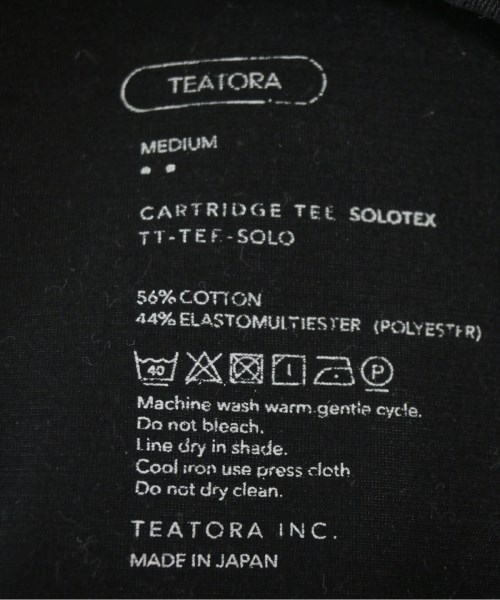 TEATORA
MEDIUM
CARTRIDGE TEE SOLOTEX
TT-TEE-SOLO
56% COTTON
44% ELASTOMULTIESTER (POLYESTER)
40 P
Machine wash warm.gentle cycle.
Do not bleach.
Line dry in shade.
Cool iron use press cloth
Do not dry clean.
TEATORA INC.
MADE IN JAPAN